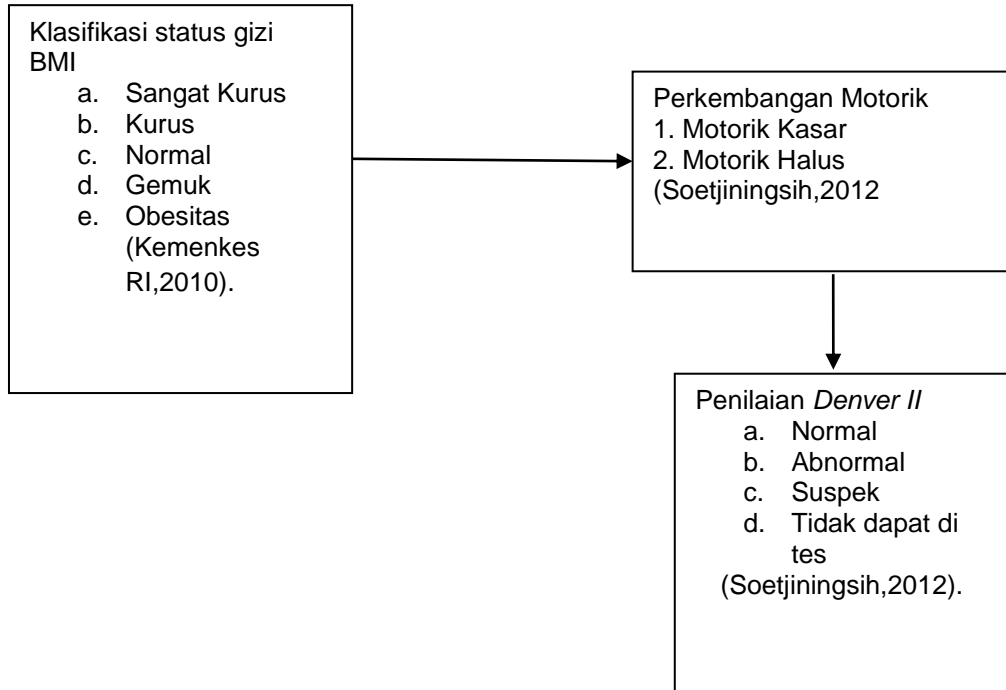 Klasifikasi status gizi
BMI
a. Sangat Kurus
b. Kurus
c. Normal
d. Gemuk
e. Obesitas
(Kemenkes
RI,2010).
Perkembangan Motorik
1. Motorik Kasar
2. Motorik Halus
(Soetjiningsih,2012
Penilaian Denver II
a. Normal
b. Abnormal
c. Suspek
d. Tidak dapat di
tes
(Soetjiningsih,2012).